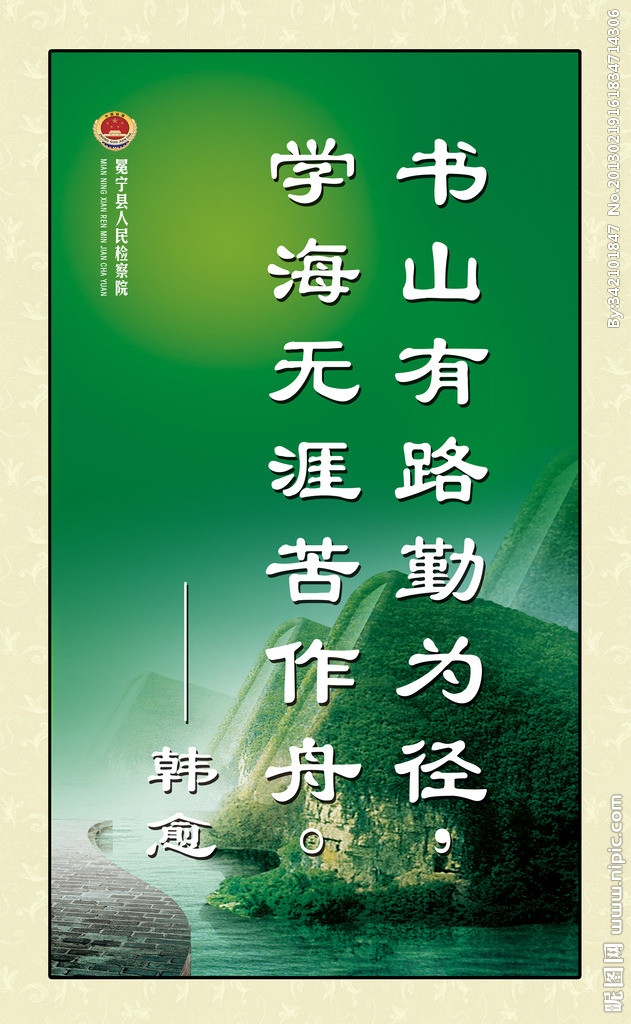 书山有路勤为径，
学海无涯苦作舟。
——韩愈
冕宁县人民检察院
MIAN NING XIAN REN MIN JIAN CHA YUAN
By:342101847 No.20130219161834714306
昵图网 www.nipic.com